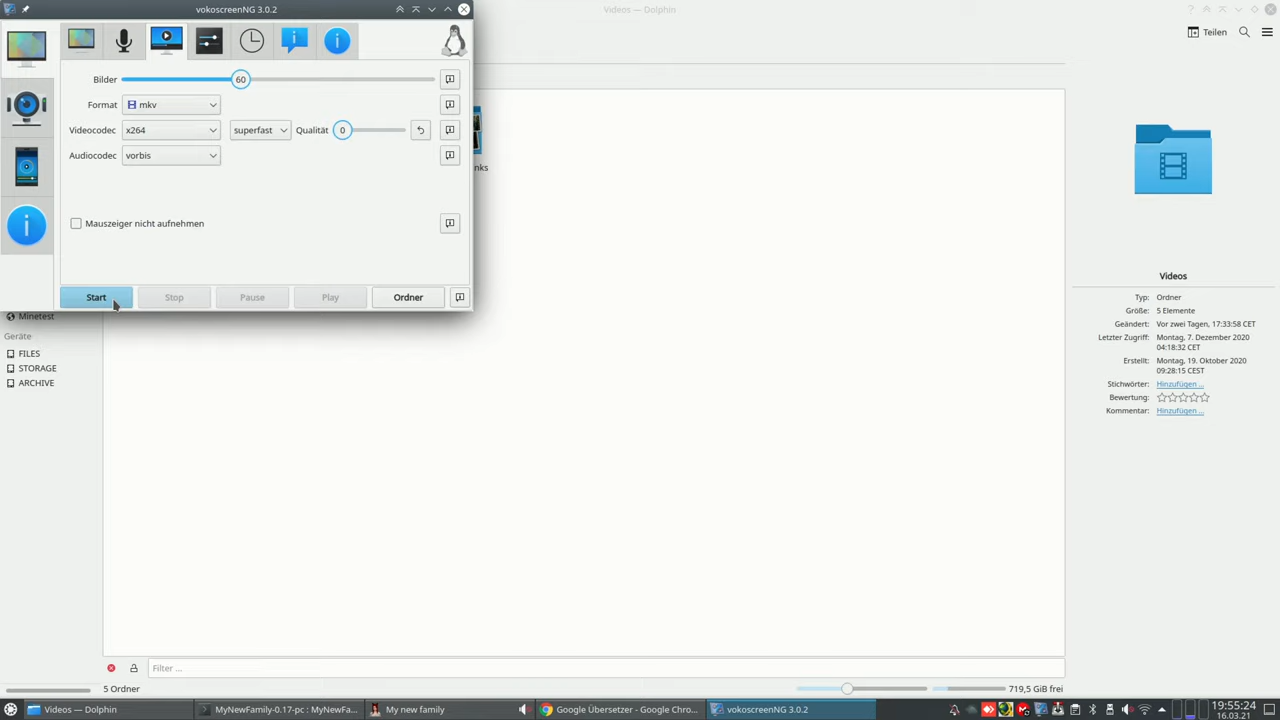 vokoscreenNG 3.0.2
Videos — Dolphin
Teilen
Bilder
60
Format
mkv
Videocodec
x264
superfast
Qualität
0
Audiocodec
vorbis
Mauszeiger nicht aufnehmen
Start
Stop
Pause
Play
Ordner
nks
Minetest
Geräte
FILES
STORAGE
ARCHIVE
Videos
Typ: Ordner
Größe: 5 Elemente
Geändert: Vor zwei Tagen, 17:33:58 CET
Letzter Zugriff: Montag, 7. Dezember 2020
04:18:32 CET
Erstellt: Montag, 19. Oktober 2020
09:28:15 CEST
Stichwörter: Hinzufügen ...
Bewertung:
Kommentar: Hinzufügen ...
Filter ...
5 Ordner
719,5 GiB frei
Videos — Dolphin
MyNewFamily-0.17-pc : MyNewFa...
My new family
Google Übersetzer - Google Chro...
vokoscreenNG 3.0.2
19:55:24
16.03.21